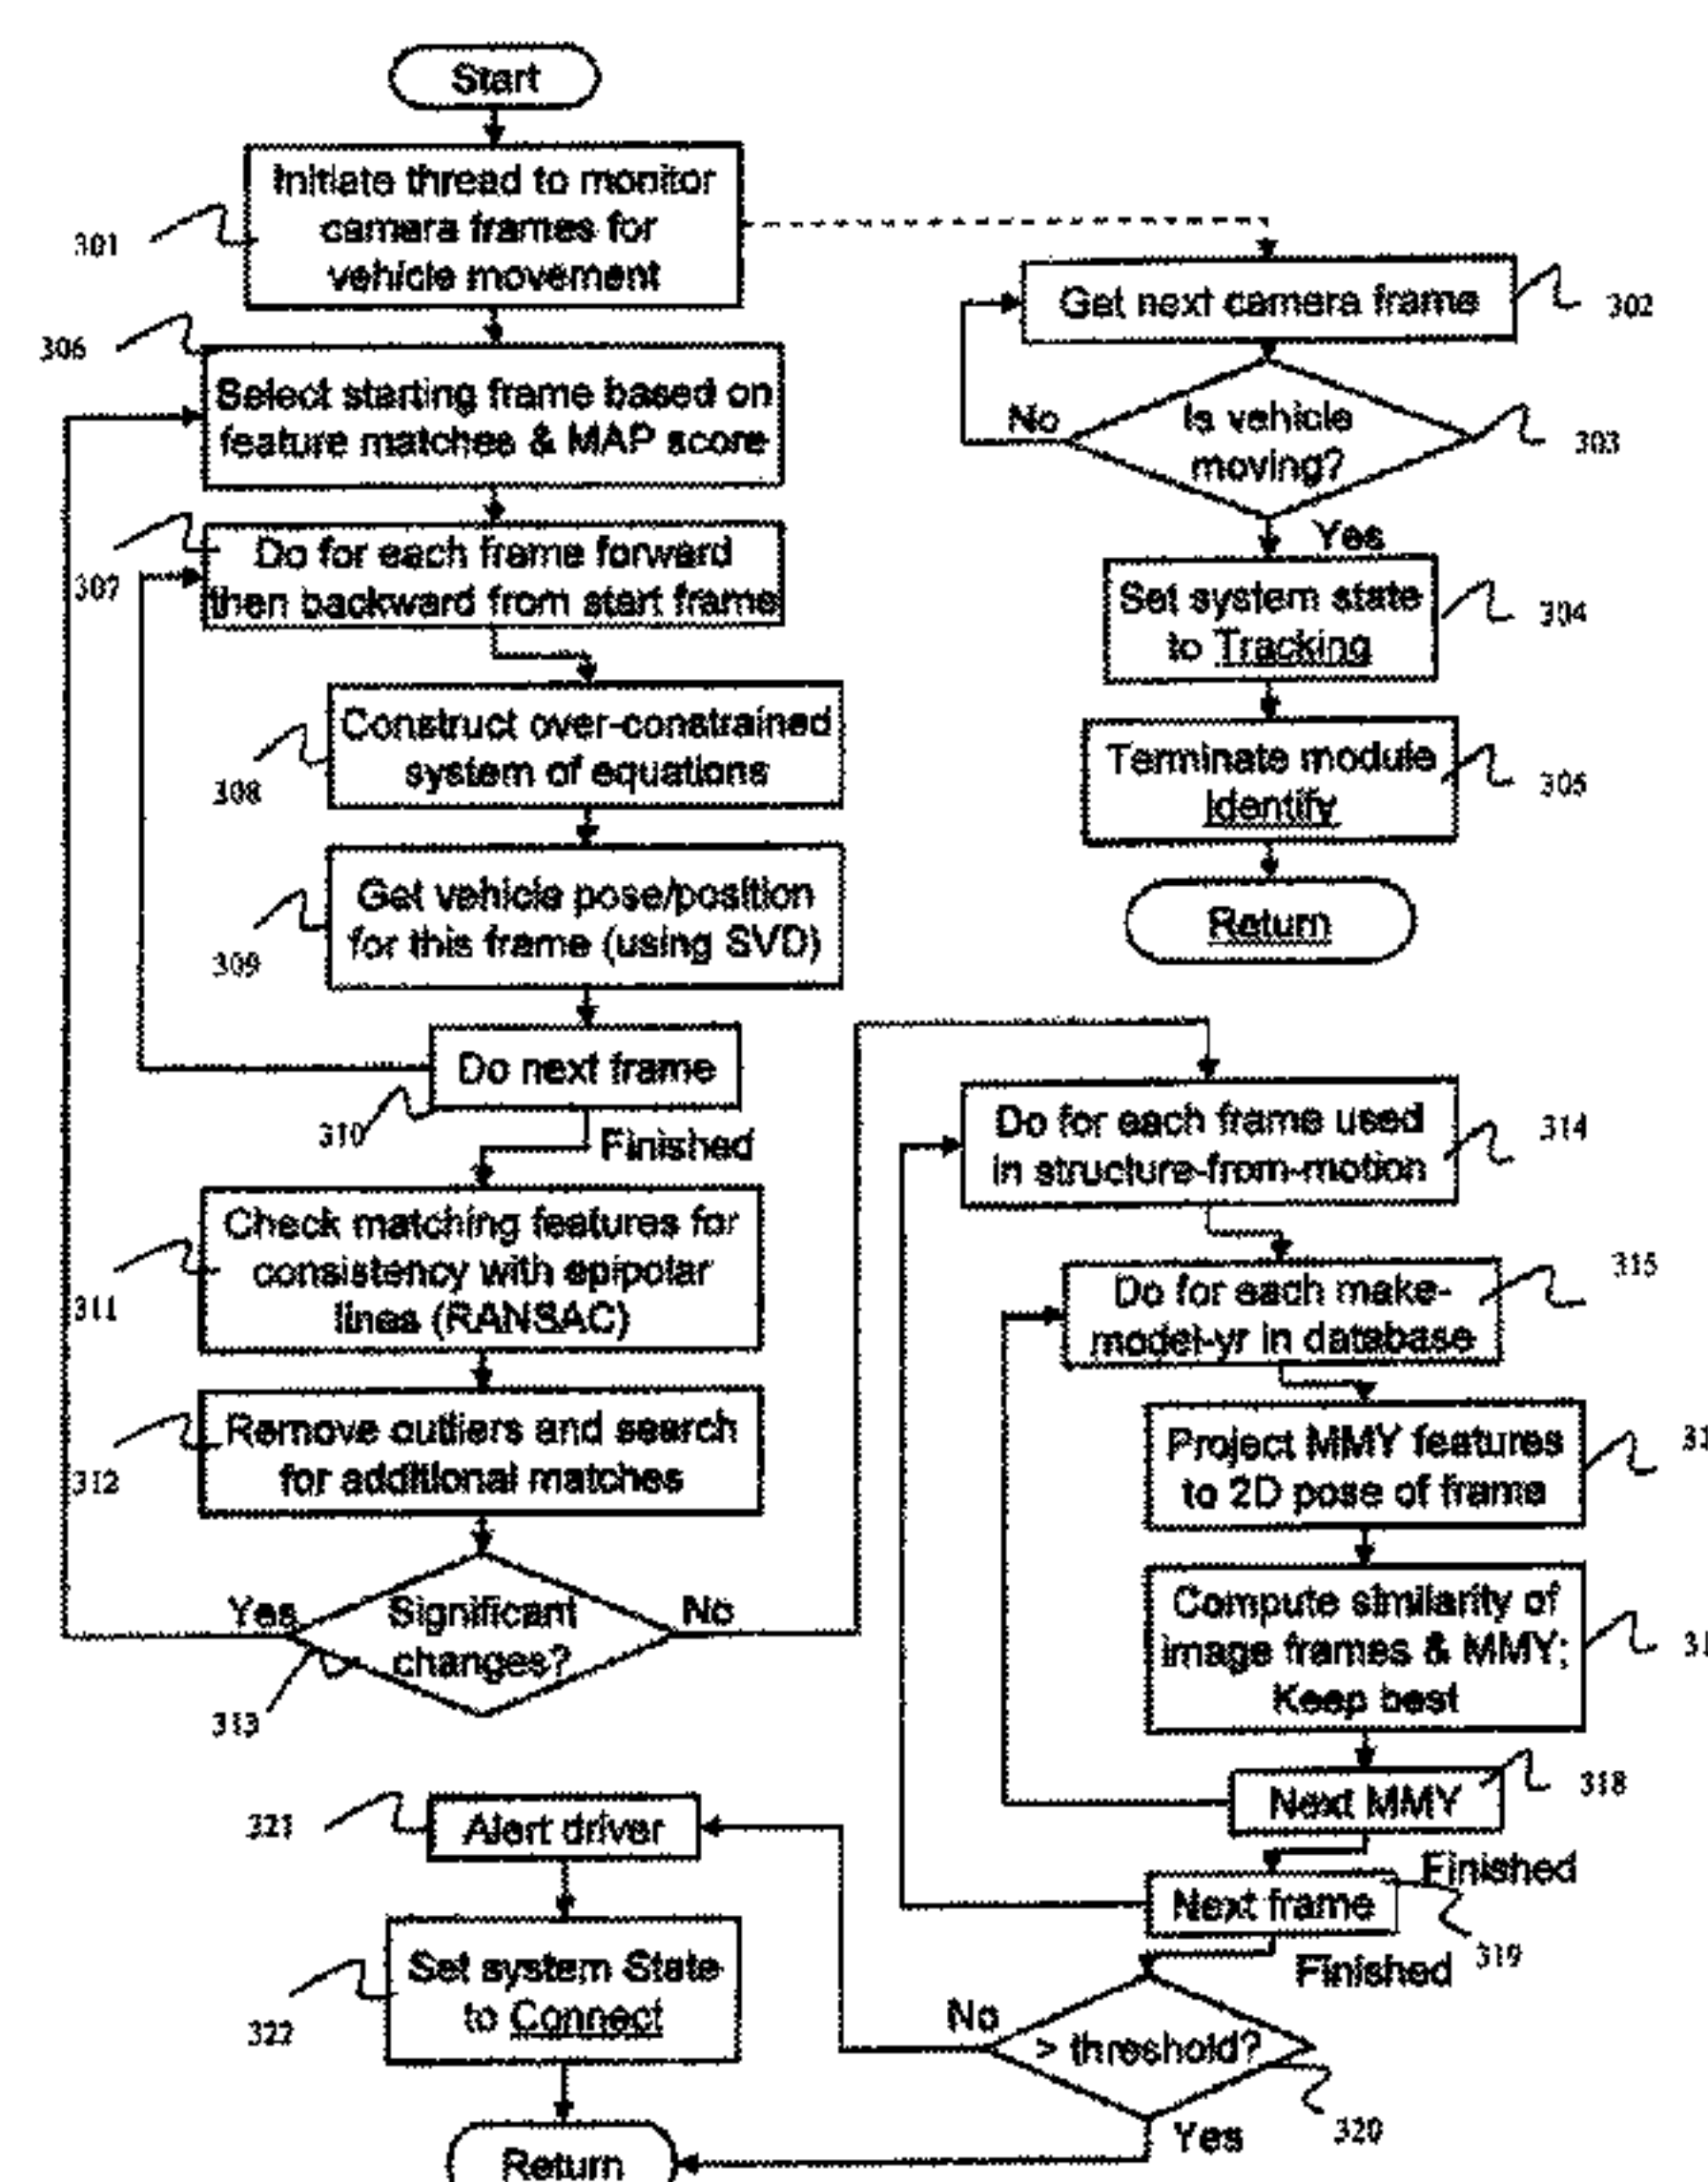 Start
301
Initiate thread to monitor
camera frames for
vehicle movement
306
Select starting frame based on
feature matches & MAP score
307
Do for each frame forward
then backward from start frame
308
Construct over-constrained
system of equations
309
Get vehicle pose/position
for this frame (using SVD)
Do next frame
310
Finished
311
Check matching features for
consistency with epipolar
lines (RANSAC)
312
Remove outliers and search
for additional matches
Yes
Significant
changes?
No
313
Get next camera frame
302
No
Is vehicle
moving?
303
Yes
Set system state
to Tracking
304
Terminate module
Identify
305
Return
Do for each frame used
in structure-from-motion
314
Do for each make-
model-yr in database
315
Project MMY features
to 2D pose of frame
31
Compute similarity of
image frames & MMY;
Keep best
31
Next MMY
318
Finished
Next frame
319
Finished
No
> threshold?
320
Yes
321
Alert driver
322
Set system State
to Connect
Return